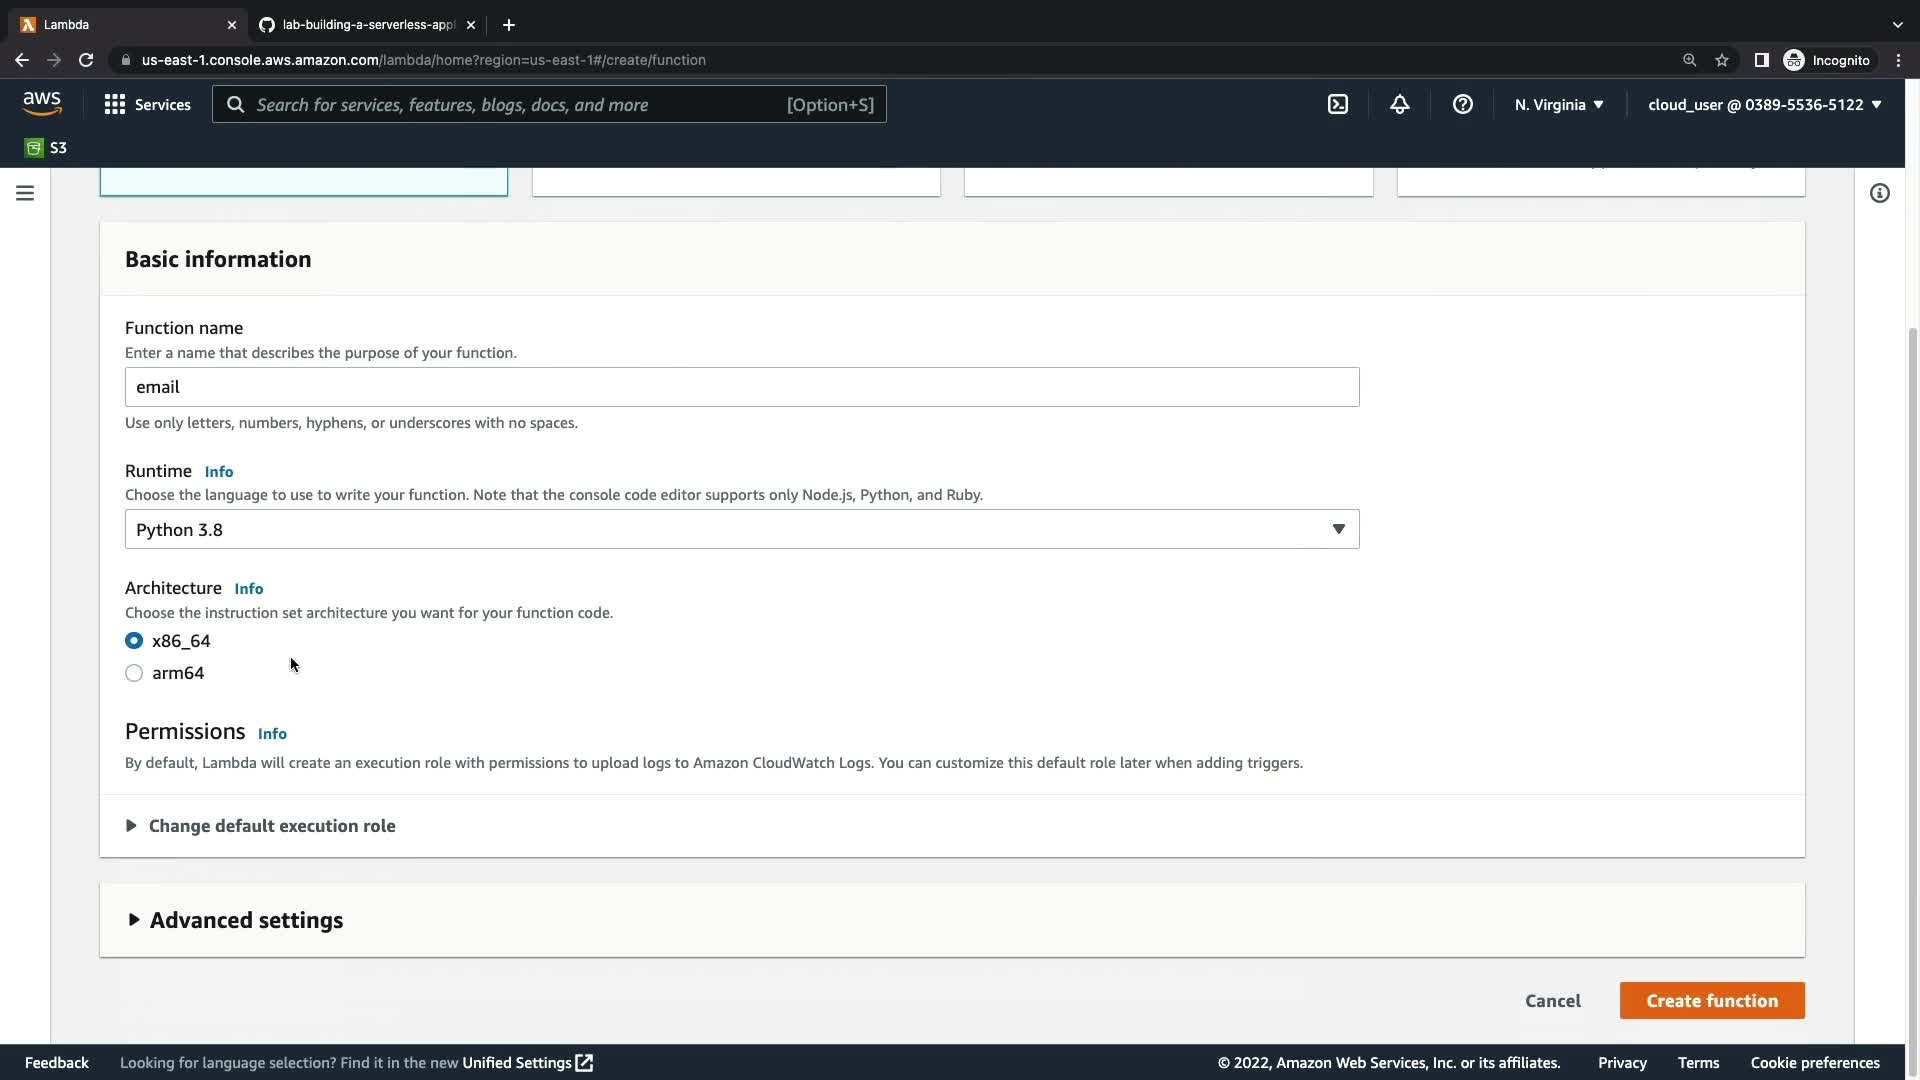 Lambda
lab-building-a-serverless-appl
us-east-1.console.aws.amazon.com/lambda/home?region=us-east-1#/create/function
Incognito
aws
Services
Search for services, features, blogs, docs, and more
[Option+S]
N. Virginia
cloud_user @ 0389-5536-5122
S3
Basic information
Function name
Enter a name that describes the purpose of your function.
email
Use only letters, numbers, hyphens, or underscores with no spaces.
Runtime Info
Choose the language to use to write your function. Note that the console code editor supports only Node.js, Python, and Ruby.
Python 3.8
Architecture Info
Choose the instruction set architecture you want for your function code.
x86_64
arm64
Permissions Info
By default, Lambda will create an execution role with permissions to upload logs to Amazon CloudWatch Logs. You can customize this default role later when adding triggers.
Change default execution role
Advanced settings
Cancel
Create function
Feedback
Looking for language selection? Find it in the new Unified Settings
© 2022, Amazon Web Services, Inc. or its affiliates.
Privacy
Terms
Cookie preferences